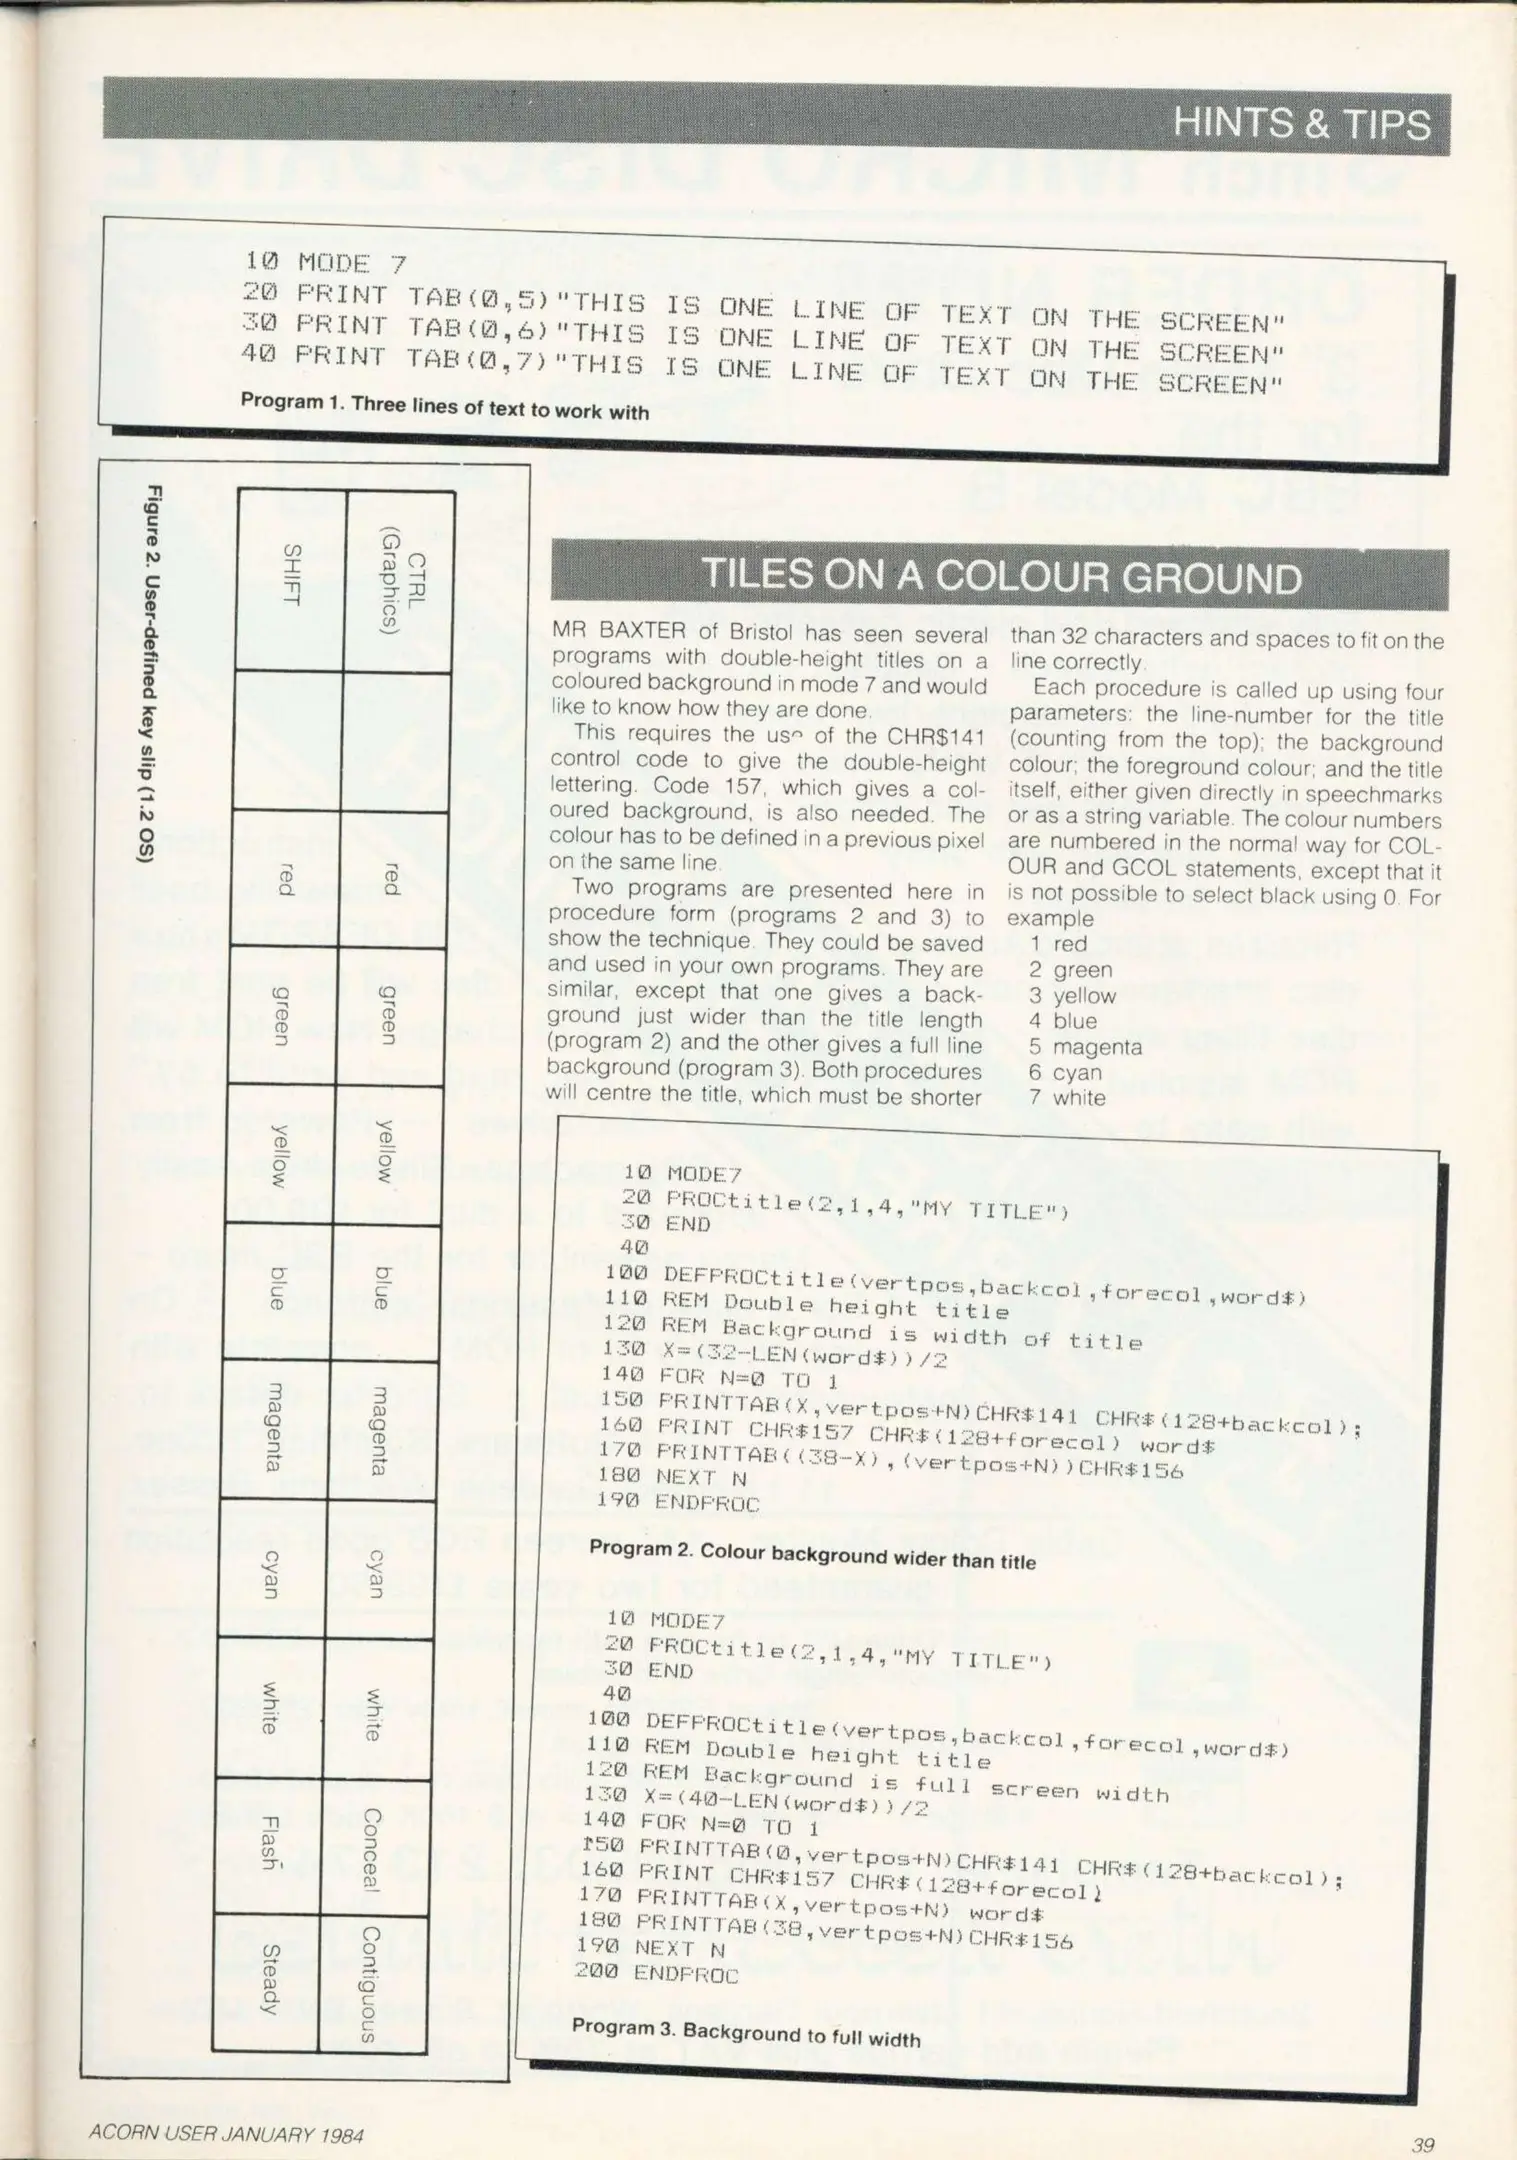 HINTS & TIPS
10 MODE 7
20 PRINT TAB(0,5)"THIS IS ONE LINE OF TEXT ON THE SCREEN"
30 PRINT TAB(0,6)"THIS IS ONE LINE OF TEXT ON THE SCREEN"
40 PRINT TAB(0,7)"THIS IS ONE LINE OF TEXT ON THE SCREEN"
Program 1. Three lines of text to work with
Figure 2. User-defined key slip (1.2 OS)
CTRL
(Graphics)
red
green
yellow
blue
magenta
cyan
white
Conceal
Contiguous
SHIFT
red
green
yellow
blue
magenta
cyan
white
Flash
Steady
TILES ON A COLOUR GROUND
MR BAXTER of Bristol has seen several
programs with double-height titles on a
coloured background in mode 7 and would
like to know how they are done.
This requires the use of the CHR$141
control code to give the double-height
lettering. Code 157, which gives a col-
oured background, is also needed. The
colour has to be defined in a previous pixel
on the same line.
Two programs are presented here in
procedure form (programs 2 and 3) to
show the technique. They could be saved
and used in your own programs. They are
similar, except that one gives a back-
ground just wider than the title length
(program 2) and the other gives a full line
background (program 3). Both procedures
will centre the title, which must be shorter
than 32 characters and spaces to fit on the
line correctly.
Each procedure is called up using four
parameters: the line-number for the title
(counting from the top); the background
colour; the foreground colour; and the title
itself, either given directly in speechmarks
or as a string variable. The colour numbers
are numbered in the normal way for COL-
OUR and GCOL statements, except that it
is not possible to select black using 0. For
example
1 red
2 green
3 yellow
4 blue
5 magenta
6 cyan
7 white
10 MODE7
20 PROCtitle(2,1,4,"MY TITLE")
30 END
40
100 DEFPROCtitle(vertpos,backcol,forecol,word$)
110 REM Double height title
120 REM Background is width of title
130 X=(32-LEN(word$))/2
140 FOR N=0 TO 1
150 PRINTTAB(X,vertpos+N)CHR$141 CHR$(128+backcol);
160 PRINT CHR$157 CHR$(128+forecol) word$
170 PRINTTAB((38-X),(vertpos+N))CHR$156
180 NEXT N
190 ENDPROC
Program 2. Colour background wider than title
10 MODE7
20 PROCtitle(2,1,4,"MY TITLE")
30 END
40
100 DEFPROCtitle(vertpos,backcol,forecol,word$)
110 REM Double height title
120 REM Background is full screen width
130 X=(40-LEN(word$))/2
140 FOR N=0 TO 1
150 PRINTTAB(0,vertpos+N)CHR$141 CHR$(128+backcol);
160 PRINT CHR$157 CHR$(128+forecol)
170 PRINTTAB(X,vertpos+N) word$
180 PRINTTAB(38,vertpos+N)CHR$156
190 NEXT N
200 ENDPROC
Program 3. Background to full width
ACORN USER JANUARY 1984
39